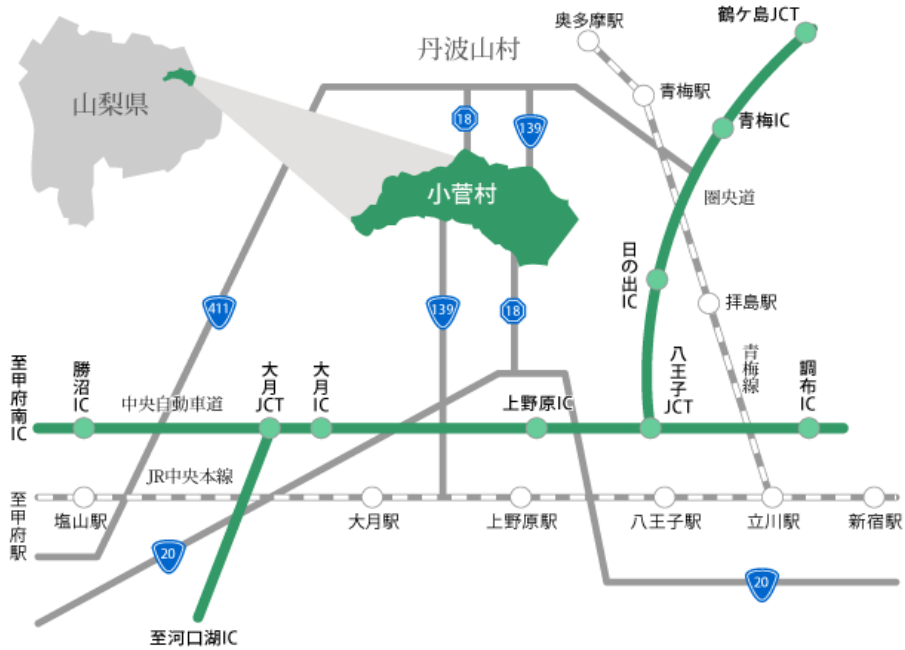 奥多摩駅
鶴ケ島JCT
丹波山村
山梨県
青梅駅
18
139
青梅IC
小菅村
圏央道
日の出IC
拝島駅
411
139
18
青梅線
至甲府南IC
勝沼IC
中央自動車道
大月JCT
大月IC
上野原IC
八王子JCT
調布IC
JR中央本線
至甲府駅
塩山駅
大月駅
上野原駅
八王子駅
立川駅
新宿駅
20
20
至河口湖IC